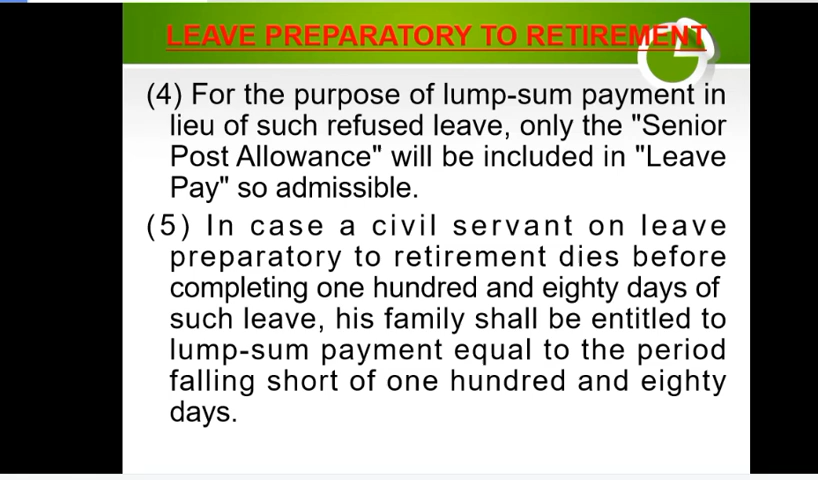 LEAVE PREPARATORY TO RETIREMENT
(4) For the purpose of lump-sum payment in
lieu of such refused leave, only the "Senior
Post Allowance" will be included in "Leave
Pay" so admissible.
(5) In case a civil servant on leave
preparatory to retirement dies before
completing one hundred and eighty days of
such leave, his family shall be entitled to
lump-sum payment equal to the period
falling short of one hundred and eighty
days.